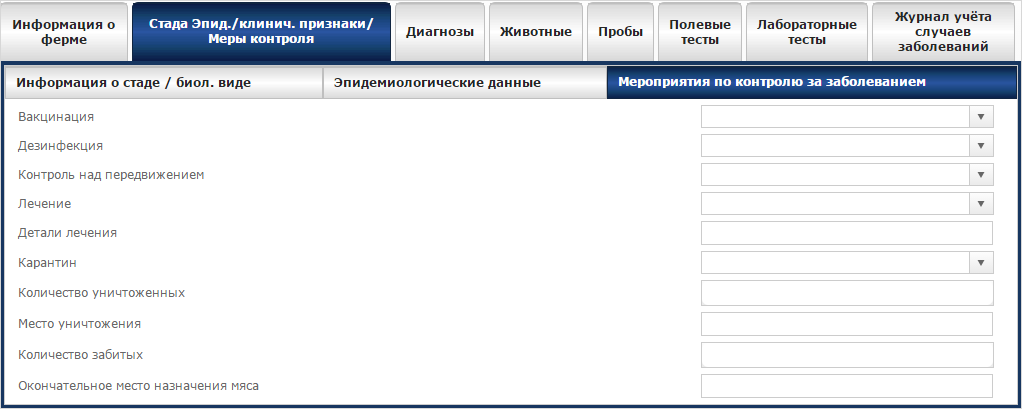 Информация о
ферме
Стада Эпид./клинич. признаки/
Меры контроля
Диагнозы
Животные
Пробы
Полевые
тесты
Лабораторные
тесты
Журнал учёта
случаев
заболеваний
Информация о стаде / биол. виде
Эпидемиологические данные
Мероприятия по контролю за заболеванием
Вакцинация
Дезинфекция
Контроль над передвижением
Лечение
Детали лечения
Карантин
Количество уничтоженных
Место уничтожения
Количество забитых
Окончательное место назначения мяса